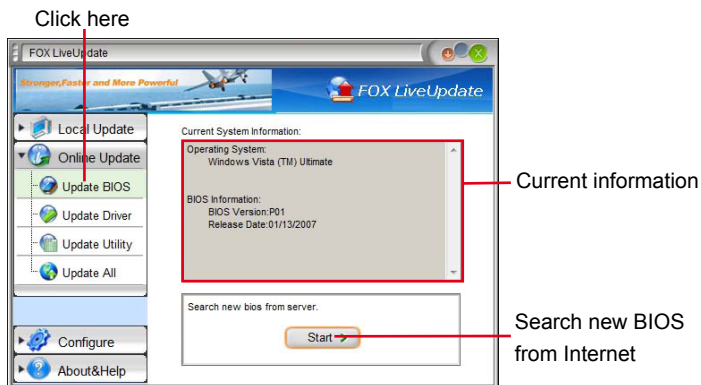 Click here
FOX LiveUpdate
Stronger,Faster and More Powerful
FOX LiveUpdate
Local Update
Online Update
Update BIOS
Update Driver
Update Utility
Update All
Configure
About&Help
Current System Information:
Operating System:
Windows Vista (TM) Ultimate
BIOS Information:
BIOS Version:P01
Release Date:01/13/2007
Search new bios from server.
Start
Current information
Search new BIOS
from Internet